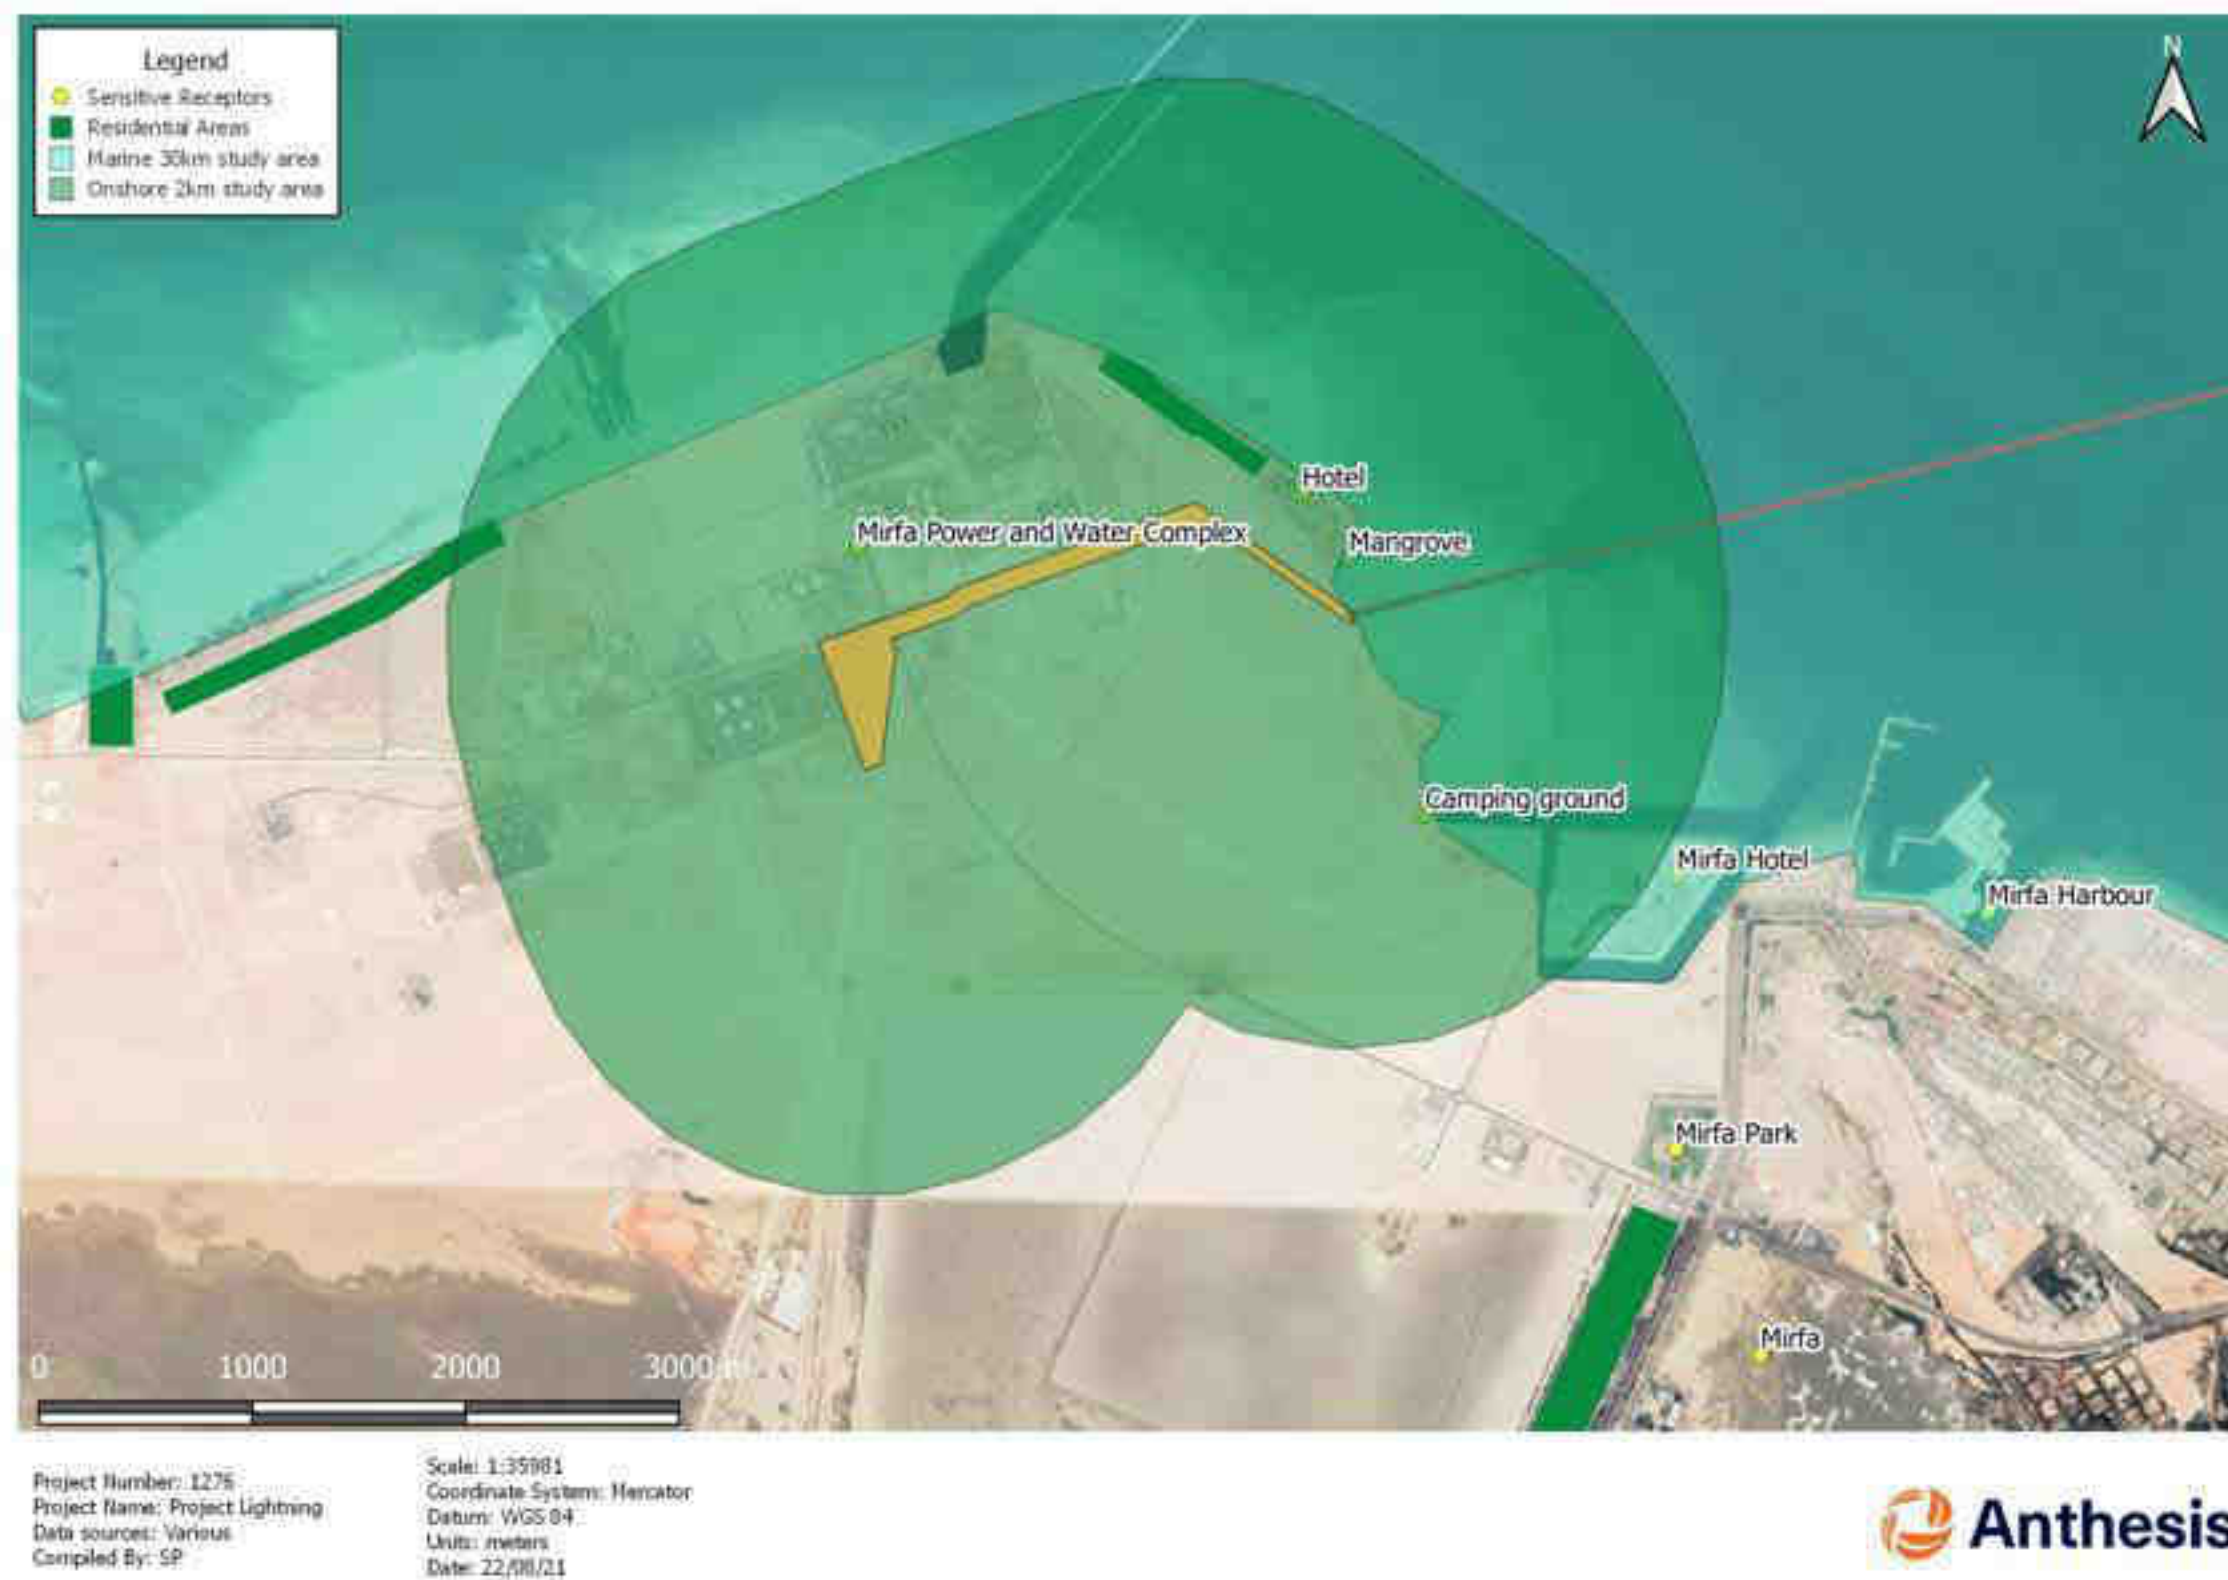 Legend
Sensitive Receptors
Residential Areas
Marine 30km study area
Onshore 2km study area
N
Hotel
Mirfa Power and Water Complex
Mangrove
Camping ground
Mirfa Hotel
Mirfa Harbour
Mirfa Park
Mirfa
0 1000 2000 3000
Project Number: 1276
Project Name: Project Lightning
Data sources: Various
Compiled By: SP
Scale: 1:35981
Coordinate System: Mercator
Datum: WGS 84
Units: meters
Date: 22/08/21
Anthesis